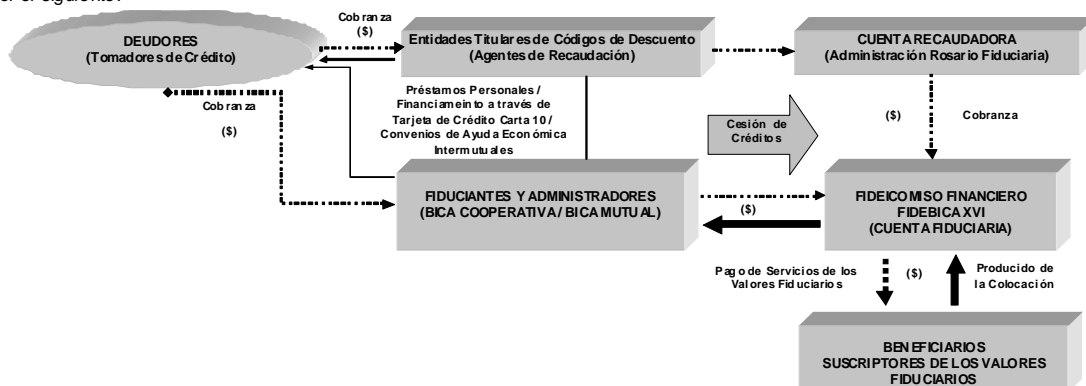 er el siguiente:
DEUDORES
(Tomadores de Crédito)
Cobranza
($)
Entidades Titulares de Códigos de Descuento
(Agentes de Recaudación)
CUENTA RECAUDADORA
(Administración Rosario Fiduciaria)
Cobranza
($)
Préstamos Personales /
Financiameinto a través de
Tarjeta de Crédito Carta 10 /
Convenios de Ayuda Económica
Intermutuales
Cesión de
Créditos
($)
Cobranza
FIDUCIANTES Y ADMINISTRADORES
(BICA COOPERATIVA / BICA MUTUAL)
($)
FIDEICOMISO FINANCIERO
FIDEBICA XVI
(CUENTA FIDUCIARIA)
Pago de Servicios de los
Valores Fiduciarios
($)
Producido de
la Colocación
BENEFICIARIOS
SUSCRIPTORES DE LOS VALORES
FIDUCIARIOS